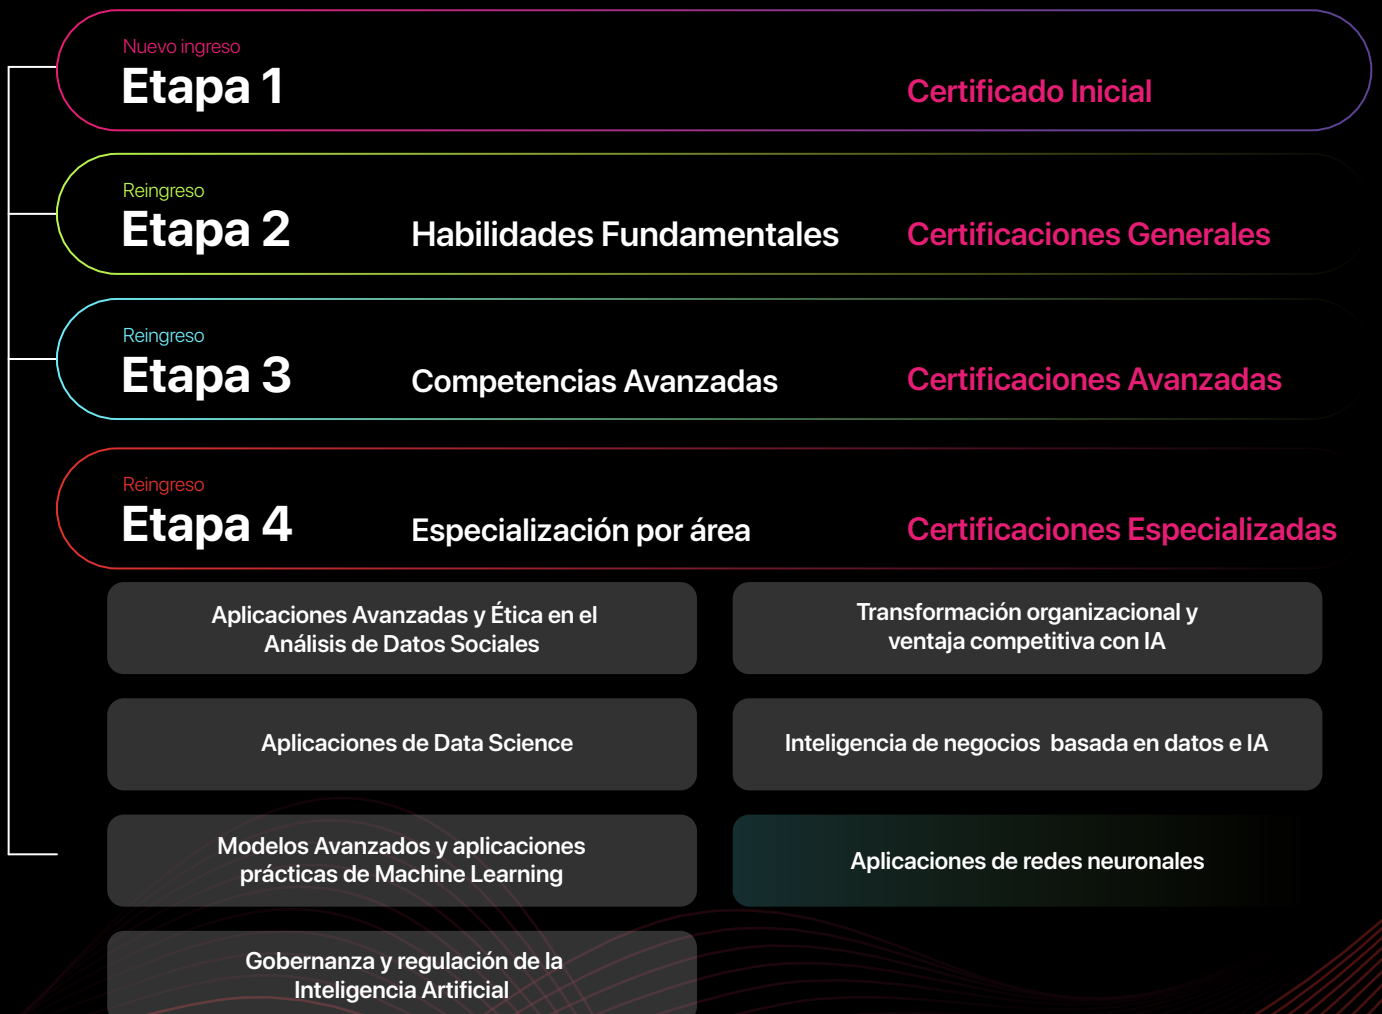 Nuevo ingreso
Etapa 1
Certificado Inicial
Reingreso
Etapa 2
Habilidades Fundamentales
Certificaciones Generales
Reingreso
Etapa 3
Competencias Avanzadas
Certificaciones Avanzadas
Reingreso
Etapa 4
Especialización por área
Certificaciones Especializadas
Aplicaciones Avanzadas y Ética en el
Análisis de Datos Sociales
Transformación organizacional y
ventaja competitiva con IA
Aplicaciones de Data Science
Inteligencia de negocios basada en datos e IA
Modelos Avanzados y aplicaciones
prácticas de Machine Learning
Aplicaciones de redes neuronales
Gobernanza y regulación de la
Inteligencia Artificial